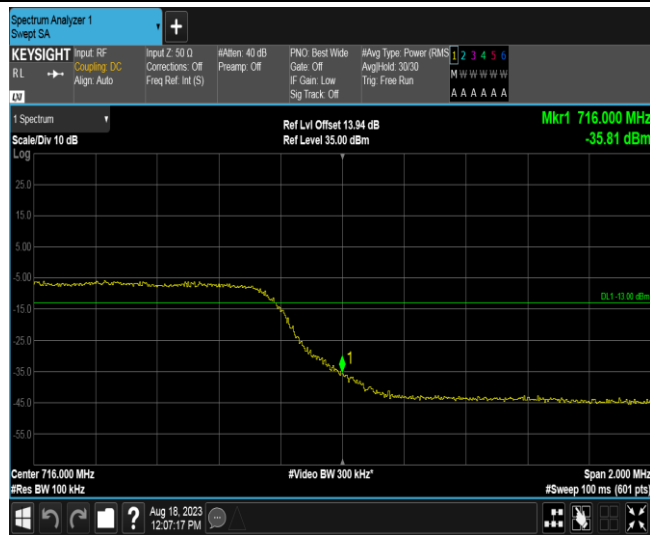 Spectrum Analyzer 1
Swept SA
+
KEYSIGHT
RL
Input: RF
Coupling: DC
Align: Auto
Input Z: 50 Ω
Corrections: Off
Freq Ref: Int (S)
#Atten: 40 dB
Preamp: Off
PNO: Best Wide
Gate: Off
IF Gain: Low
Sig Track: Off
#Avg Type: Power (RMS
Avg|Hold: 30/30
Trig: Free Run
1 2 3 4 5 6
M W W W W W
A A A A A A
1 Spectrum
Scale/Div 10 dB
Ref Lvl Offset 13.94 dB
Ref Level 35.00 dBm
Mkr1 716.000 MHz
-35.81 dBm
Log
25.0
15.0
5.00
-5.00
DL1 -13.00 dBm
-15.0
-25.0
1
-35.0
-45.0
-55.0
Center 716.000 MHz
#Res BW 100 kHz
#Video BW 300 kHz*
Span 2.000 MHz
#Sweep 100 ms (601 pts)
?
Aug 18, 2023
12:07:17 PM